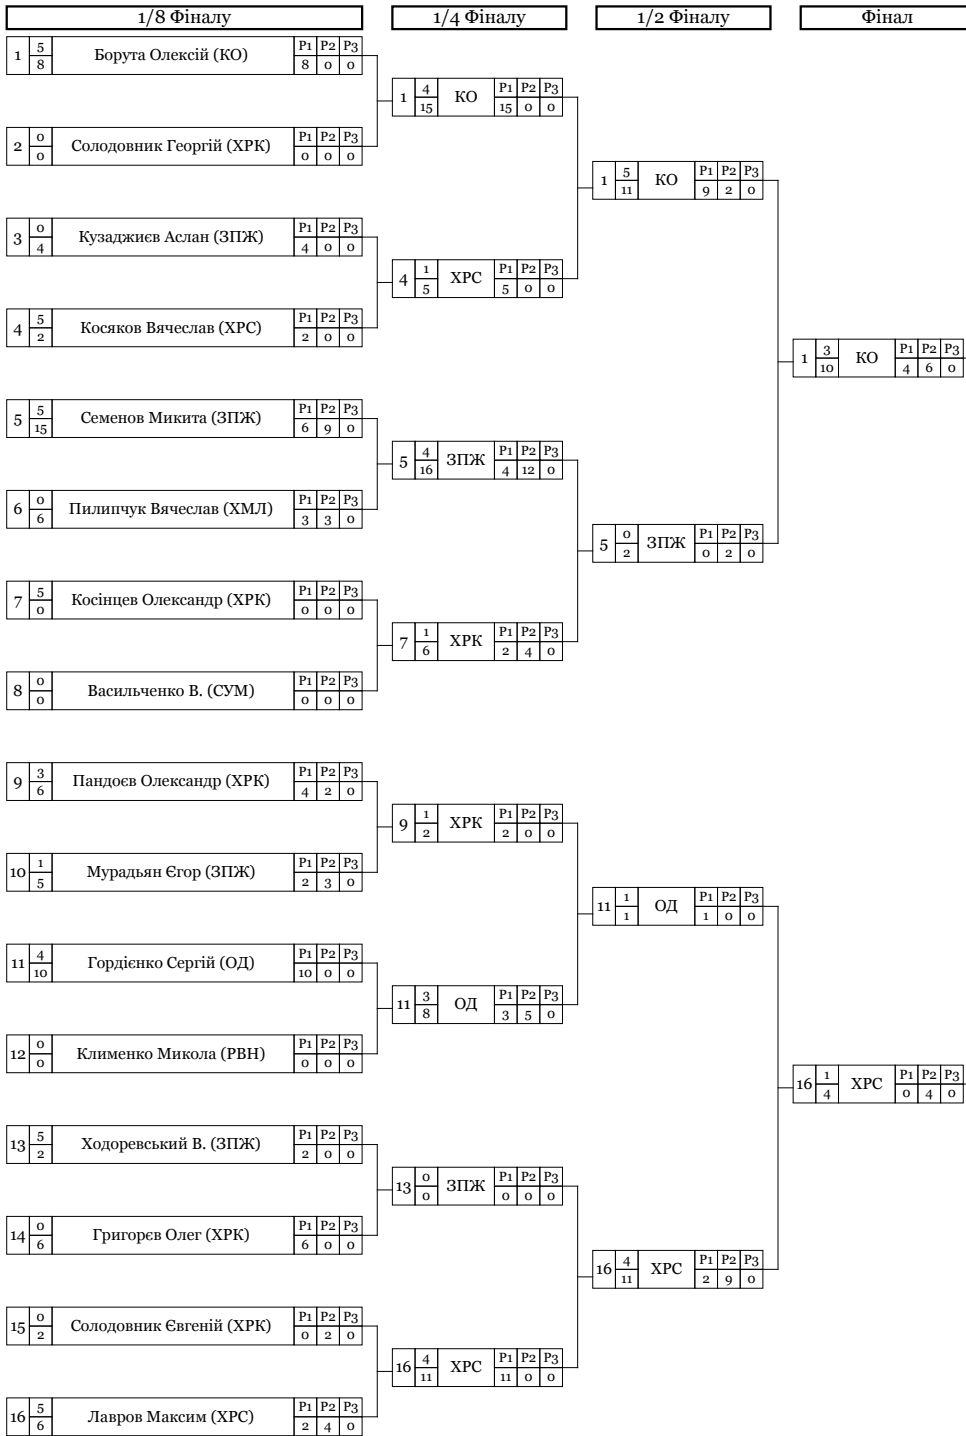 1/8 Фіналу 1/4 Фіналу 1/2 Фіналу Фінал
1 5 8 Борута Олексій (КО) P1 P2 P3 8 0 0
1 4 15 КО P1 P2 P3 15 0 0
2 0 0 Солодовник Георгій (ХРК) P1 P2 P3 0 0 0
1 5 11 КО P1 P2 P3 9 2 0
3 0 4 Кузаджиєв Аслан (ЗПЖ) P1 P2 P3 4 0 0
4 1 5 ХРС P1 P2 P3 5 0 0
4 5 2 Косяков Вячеслав (ХРС) P1 P2 P3 2 0 0
1 3 10 КО P1 P2 P3 4 6 0
5 5 15 Семенов Микита (ЗПЖ) P1 P2 P3 6 9 0
5 4 16 ЗПЖ P1 P2 P3 4 12 0
6 0 6 Пилипчук Вячеслав (ХМЛ) P1 P2 P3 3 3 0
5 0 2 ЗПЖ P1 P2 P3 0 2 0
7 5 0 Косінцев Олександр (ХРК) P1 P2 P3 0 0 0
7 1 6 ХРК P1 P2 P3 2 4 0
8 0 0 Васильченко В. (СУМ) P1 P2 P3 0 0 0
9 3 6 Пандоєв Олександр (ХРК) P1 P2 P3 4 2 0
9 1 2 ХРК P1 P2 P3 2 0 0
10 1 5 Мурадьян Єгор (ЗПЖ) P1 P2 P3 2 3 0
11 1 1 ОД P1 P2 P3 1 0 0
11 4 10 Гордієнко Сергій (ОД) P1 P2 P3 10 0 0
11 3 8 ОД P1 P2 P3 3 5 0
12 0 0 Клименко Микола (РВН) P1 P2 P3 0 0 0
16 1 4 ХРС P1 P2 P3 0 4 0
13 5 2 Ходоревський В. (ЗПЖ) P1 P2 P3 2 0 0
13 0 0 ЗПЖ P1 P2 P3 0 0 0
14 0 6 Григорєв Олег (ХРК) P1 P2 P3 6 0 0
16 4 11 ХРС P1 P2 P3 2 9 0
15 0 2 Солодовник Євгеній (ХРК) P1 P2 P3 0 2 0
16 4 11 ХРС P1 P2 P3 11 0 0
16 5 6 Лавров Максим (ХРС) P1 P2 P3 2 4 0